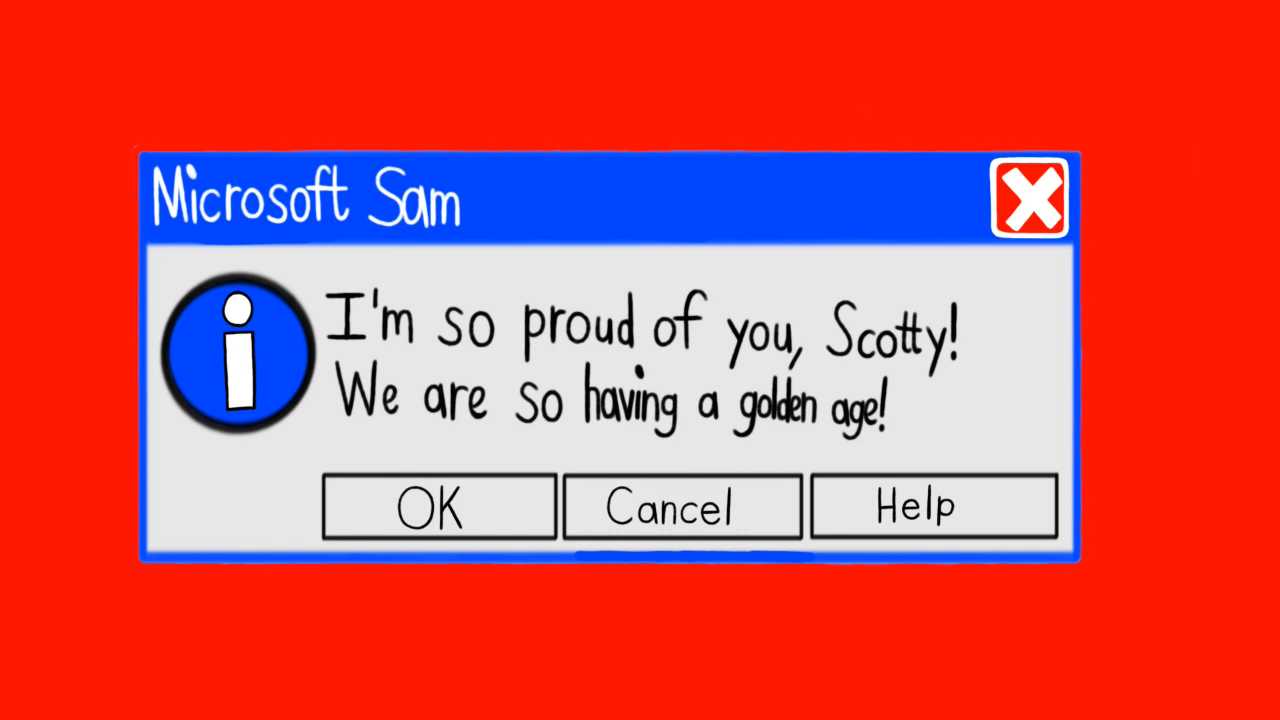 Microsoft Sam
I'm so proud of you, Scotty!
We are so having a golden age!
OK
Cancel
Help